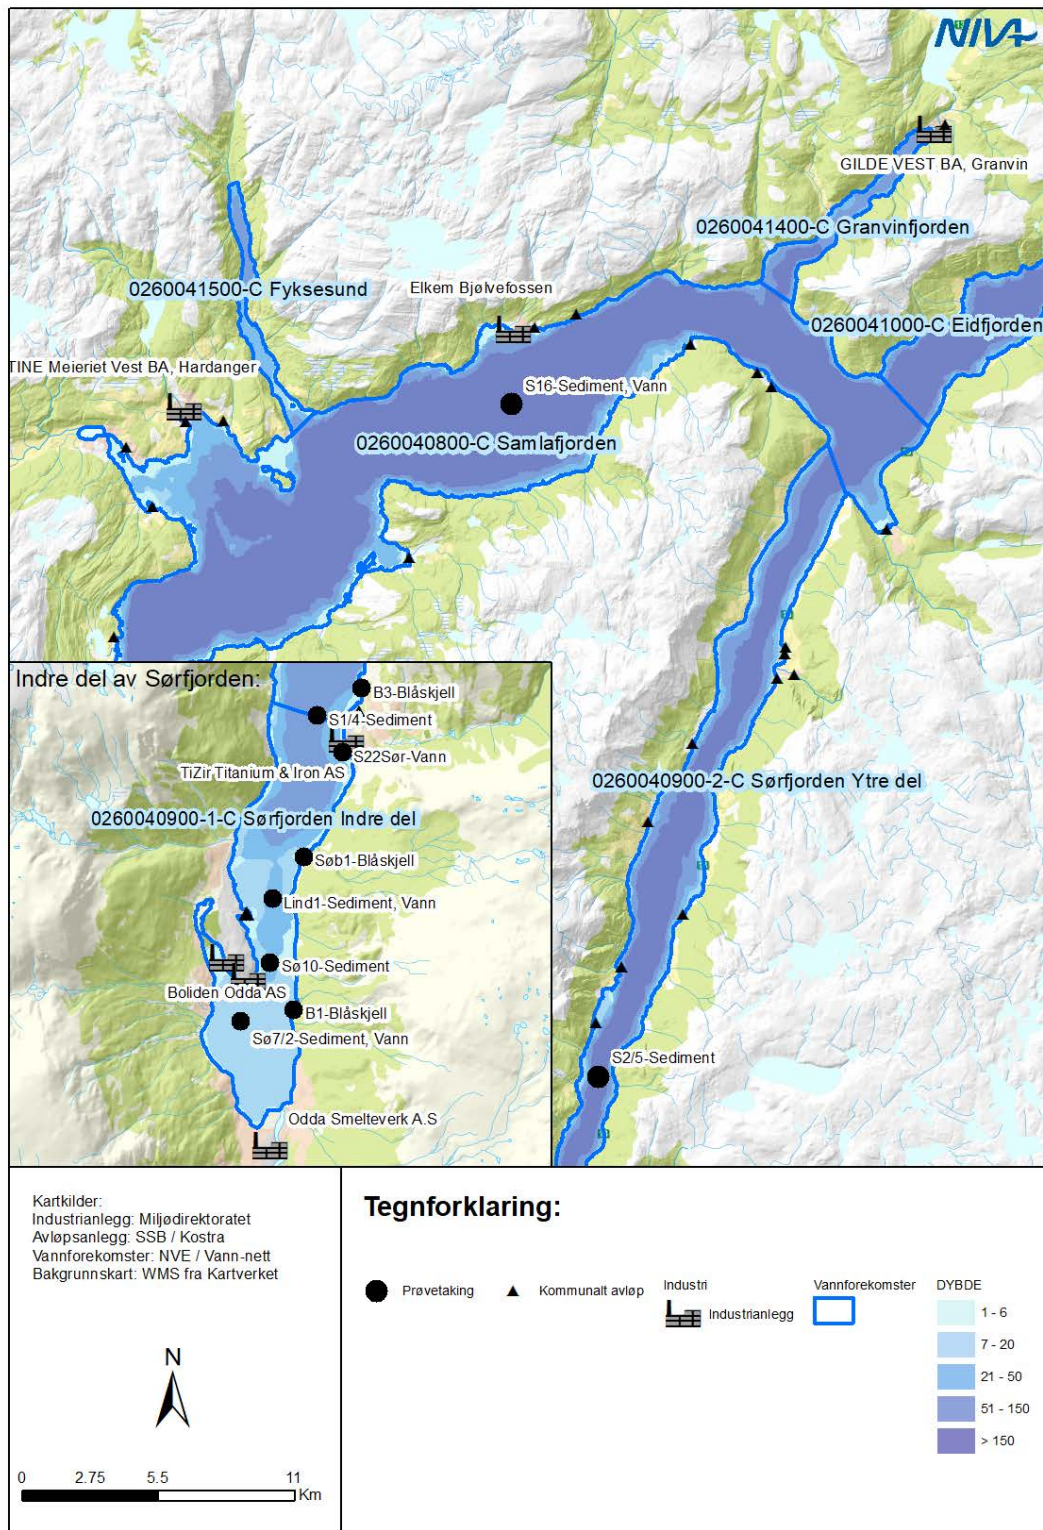 NIVA
GILDE VEST BA, Granvin
0260041400-C Granvinfjorden
0260041500-C Fyksesund
Elkem Bjølvefossen
0260041000-C Eidfjorden
TINE Meieriet Vest BA, Hardanger
S16-Sediment, Vann
0260040800-C Samlafjorden
Indre del av Sørfjorden:
B3-Blåskjell
S1/4-Sediment
S22Sør-Vann
TiZir Titanium & Iron AS
0260040900-1-C Sørfjorden Indre del
Søb1-Blåskjell
Lind1-Sediment, Vann
Sø10-Sediment
Boliden Odda AS
B1-Blåskjell
Sø7/2-Sediment, Vann
Odda Smelteverk A.S
0260040900-2-C Sørfjorden Ytre del
S2/5-Sediment
Kartkilder:
Industrianlegg: Miljødirektoratet
Avløpsanlegg: SSB / Kostra
Vannforekomster: NVE / Vann-nett
Bakgrunnskart: WMS fra Kartverket
N
0 2.75 5.5 11
Km
Tegnforklaring:
Prøvetaking
Kommunalt avløp
Industri
Industrianlegg
Vannforekomster
DYBDE
1 - 6
7 - 20
21 - 50
51 - 150
> 150